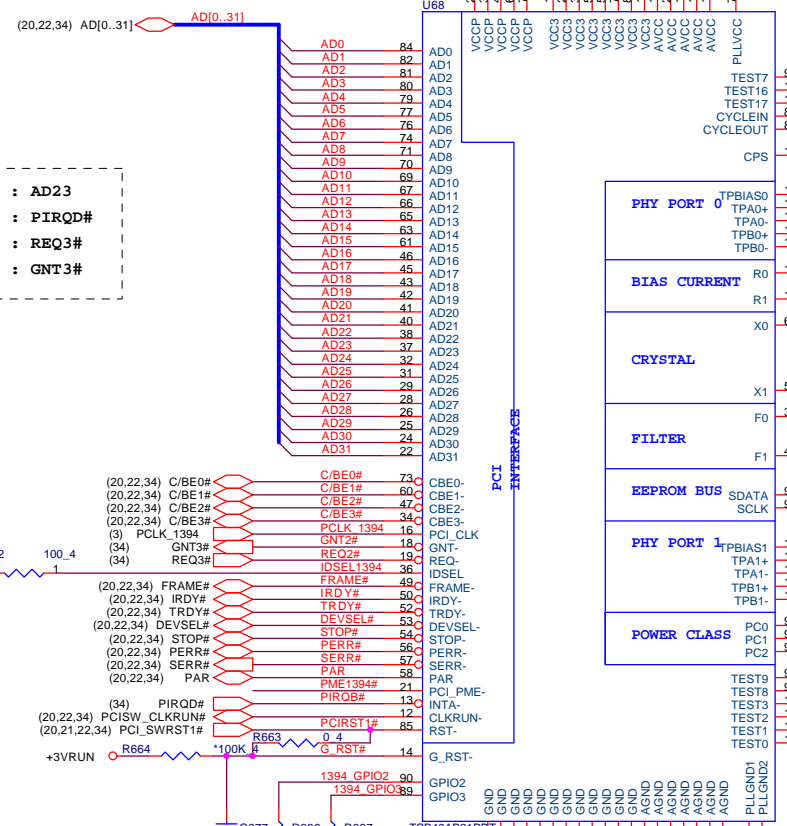 U68
(20,22,34) AD[0..31] AD[0..31]
VCCP VCCP VCCP VCCP VCCP VCC3 VCC3 VCC3 VCC3 VCC3 VCC3 VCC3 VCC3 AVCC AVCC AVCC AVCC AVCC PLLVCC
AD0 84 AD0
AD1 82 AD1
AD2 81 AD2 TEST7
AD3 80 AD3 TEST16
AD4 79 AD4 TEST17
AD5 77 AD5 CYCLEIN
AD6 76 AD6 CYCLEOUT
AD7 74 AD7
AD8 71 AD8 CPS
AD9 70 AD9
AD10 69 AD10
AD11 67 AD11 TPBIAS0
AD12 66 AD12 PHY PORT 0 TPA0+
AD13 65 AD13 TPA0-
AD14 63 AD14 TPB0+
AD15 61 AD15 TPB0-
AD16 46 AD16
AD17 45 AD17 R0
AD18 43 AD18 BIAS CURRENT
AD19 42 AD19 R1
AD20 41 AD20
AD21 40 AD21 X0
AD22 38 AD22
AD23 37 AD23
AD24 32 AD24 CRYSTAL
AD25 31 AD25
AD26 29 AD26 X1
AD27 28 AD27
AD28 26 AD28 F0
AD29 25 AD29
AD30 24 AD30 FILTER
AD31 22 AD31 F1
: AD23
: PIRQD#
: REQ3#
: GNT3#
PCI
INTERFACE
(20,22,34) C/BE0# C/BE0# 73 CBE0-
(20,22,34) C/BE1# C/BE1# 60 CBE1- EEPROM BUS SDATA
(20,22,34) C/BE2# C/BE2# 47 CBE2- SCLK
(20,22,34) C/BE3# C/BE3# 34 CBE3-
(3) PCLK_1394 PCLK_1394 16 PCI_CLK
(34) GNT3# GNT2# 18 GNT- PHY PORT 1 TPBIAS1
(34) REQ3# REQ2# 19 REQ- TPA1+
100_4 1 IDSEL1394 36 IDSEL TPA1-
(20,22,34) FRAME# FRAME# 49 FRAME- TPB1+
(20,22,34) IRDY# IRDY# 50 IRDY- TPB1-
(20,22,34) TRDY# TRDY# 52 TRDY-
(20,22,34) DEVSEL# DEVSEL# 53 DEVSEL- PC0
(20,22,34) STOP# STOP# 54 STOP- POWER CLASS PC1
(20,22,34) PERR# PERR# 56 PERR- PC2
(20,22,34) SERR# SERR# 57 SERR-
(20,22,34) PAR PAR 58 PAR TEST9
PME1394# 21 PCI_PME- TEST8
(34) PIRQD# PIRQB# 13 INTA- TEST3
(20,22,34) PCISW_CLKRUN# 12 CLKRUN- TEST2
(20,21,22,34) PCI_SWRST1# PCIRST1# 85 RST- TEST1
R663 0_4 TEST0
+3VRUN R664 *100K_4 G_RST# 14 G_RST-
1394_GPIO2 90 GPIO2
1394_GPIO3 89 GPIO3
GND GND GND GND GND GND GND GND GND GND GND GND AGND AGND AGND AGND AGND AGND AGND PLLGND1 PLLGND2